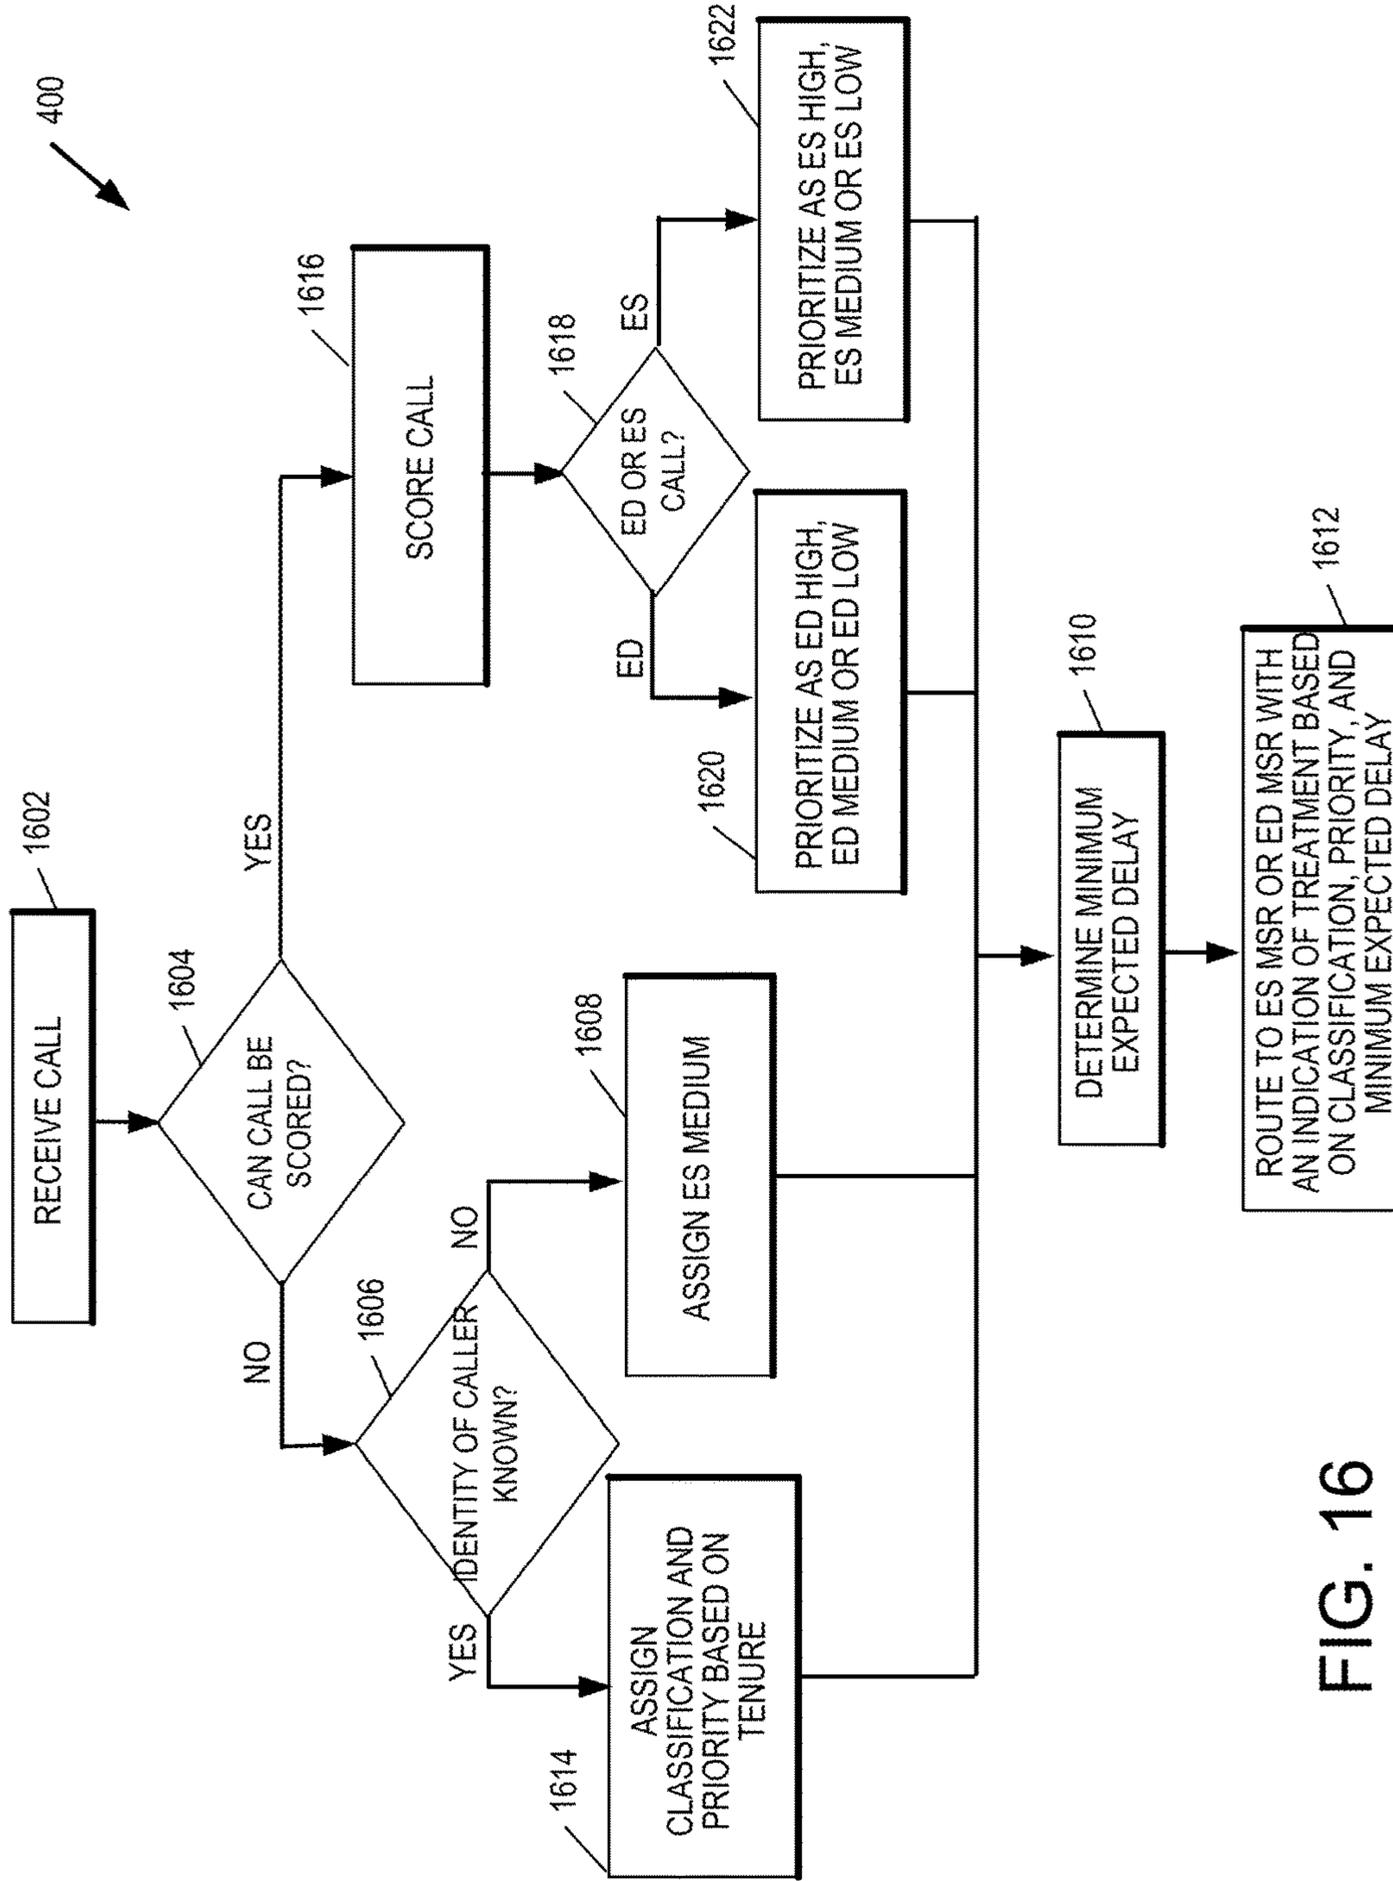 400
1602
RECEIVE CALL
1604
CAN CALL BE
SCORED?
NO
YES
1606
IDENTITY OF CALLER
KNOWN?
YES
NO
1614
ASSIGN
CLASSIFICATION AND
PRIORITY BASED ON
TENURE
1608
ASSIGN ES MEDIUM
1616
SCORE CALL
1618
ED OR ES
CALL?
ED
ES
1620
PRIORITIZE AS ED HIGH,
ED MEDIUM OR ED LOW
1622
PRIORITIZE AS ES HIGH,
ES MEDIUM OR ES LOW
1610
DETERMINE MINIMUM
EXPECTED DELAY
1612
ROUTE TO ES MSR OR ED MSR WITH
AN INDICATION OF TREATMENT BASED
ON CLASSIFICATION, PRIORITY, AND
MINIMUM EXPECTED DELAY
FIG. 16